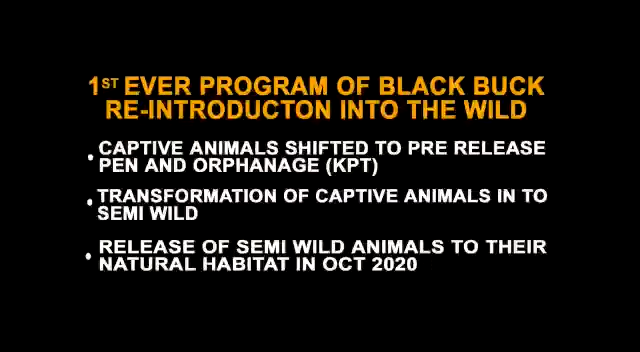 1ST EVER PROGRAM OF BLACK BUCK
RE-INTRODUCTON INTO THE WILD
• CAPTIVE ANIMALS SHIFTED TO PRE RELEASE
PEN AND ORPHANAGE (KPT)
• TRANSFORMATION OF CAPTIVE ANIMALS IN TO
SEMI WILD
• RELEASE OF SEMI WILD ANIMALS TO THEIR
NATURAL HABITAT IN OCT 2020